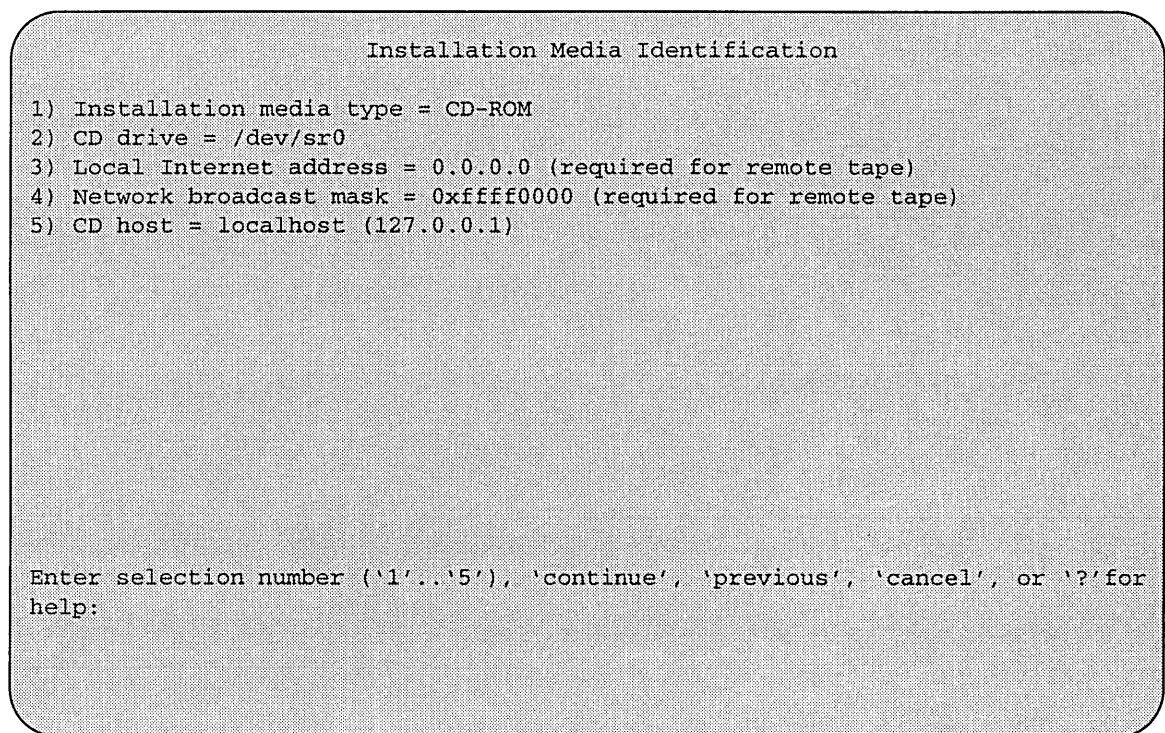 Installation Media Identification
1) Installation media type = CD-ROM
2) CD drive = /dev/sr0
3) Local Internet address = 0.0.0.0 (required for remote tape)
4) Network broadcast mask = 0xffff0000 (required for remote tape)
5) CD host = localhost (127.0.0.1)
Enter selection number (‘1’..‘5’), ‘continue’, ‘previous’, ‘cancel’, or ‘?’for
help: